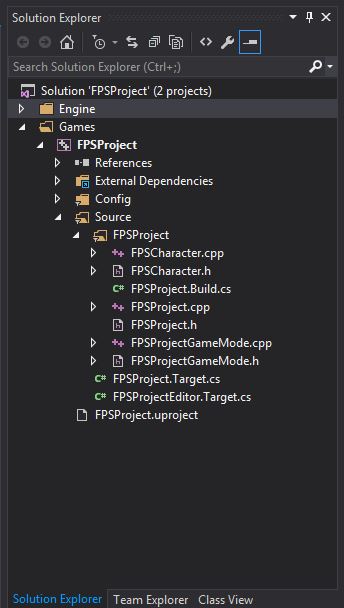 Solution Explorer
Search Solution Explorer (Ctrl+;)
Solution 'FPSProject' (2 projects)
Engine
Games
FPSProject
References
External Dependencies
Config
Source
FPSProject
++ FPSCharacter.cpp
h FPSCharacter.h
C# FPSProject.Build.cs
++ FPSProject.cpp
h FPSProject.h
++ FPSProjectGameMode.cpp
h FPSProjectGameMode.h
C# FPSProject.Target.cs
C# FPSProjectEditor.Target.cs
FPSProject.uproject
Solution Explorer Team Explorer Class View